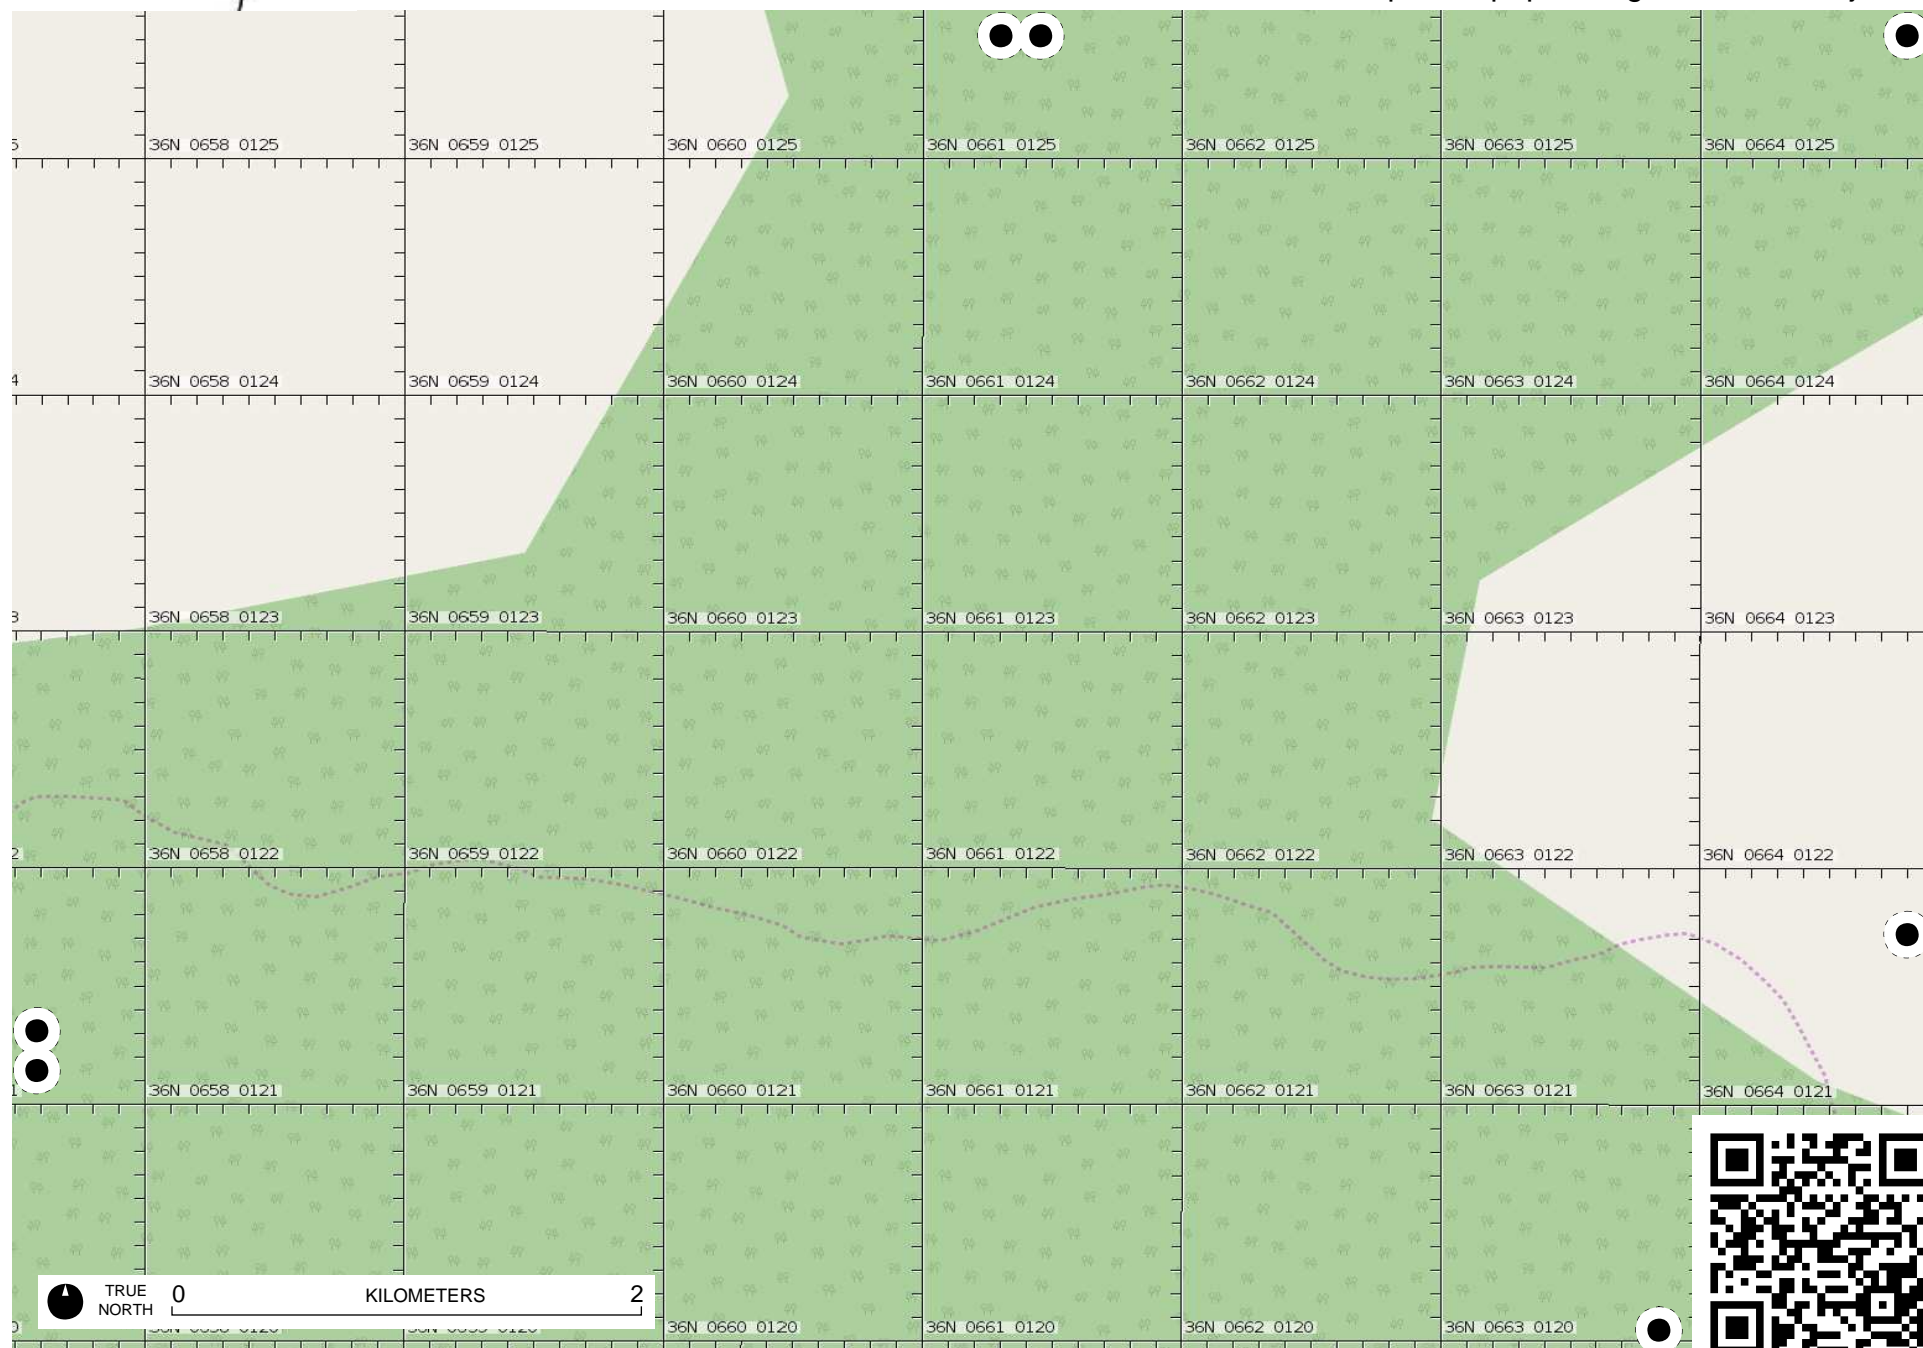 5 36N 0658 0125 36N 0659 0125 36N 0660 0125 36N 0661 0125 36N 0662 0125 36N 0663 0125 36N 0664 0125
4 36N 0658 0124 36N 0659 0124 36N 0660 0124 36N 0661 0124 36N 0662 0124 36N 0663 0124 36N 0664 0124
3 36N 0658 0123 36N 0659 0123 36N 0660 0123 36N 0661 0123 36N 0662 0123 36N 0663 0123 36N 0664 0123
2 36N 0658 0122 36N 0659 0122 36N 0660 0122 36N 0661 0122 36N 0662 0122 36N 0663 0122 36N 0664 0122
36N 0658 0121 36N 0659 0121 36N 0660 0121 36N 0661 0121 36N 0662 0121 36N 0663 0121 36N 0664 0121
TRUE NORTH 0 KILOMETERS 2
36N 0660 0120 36N 0661 0120 36N 0662 0120 36N 0663 0120